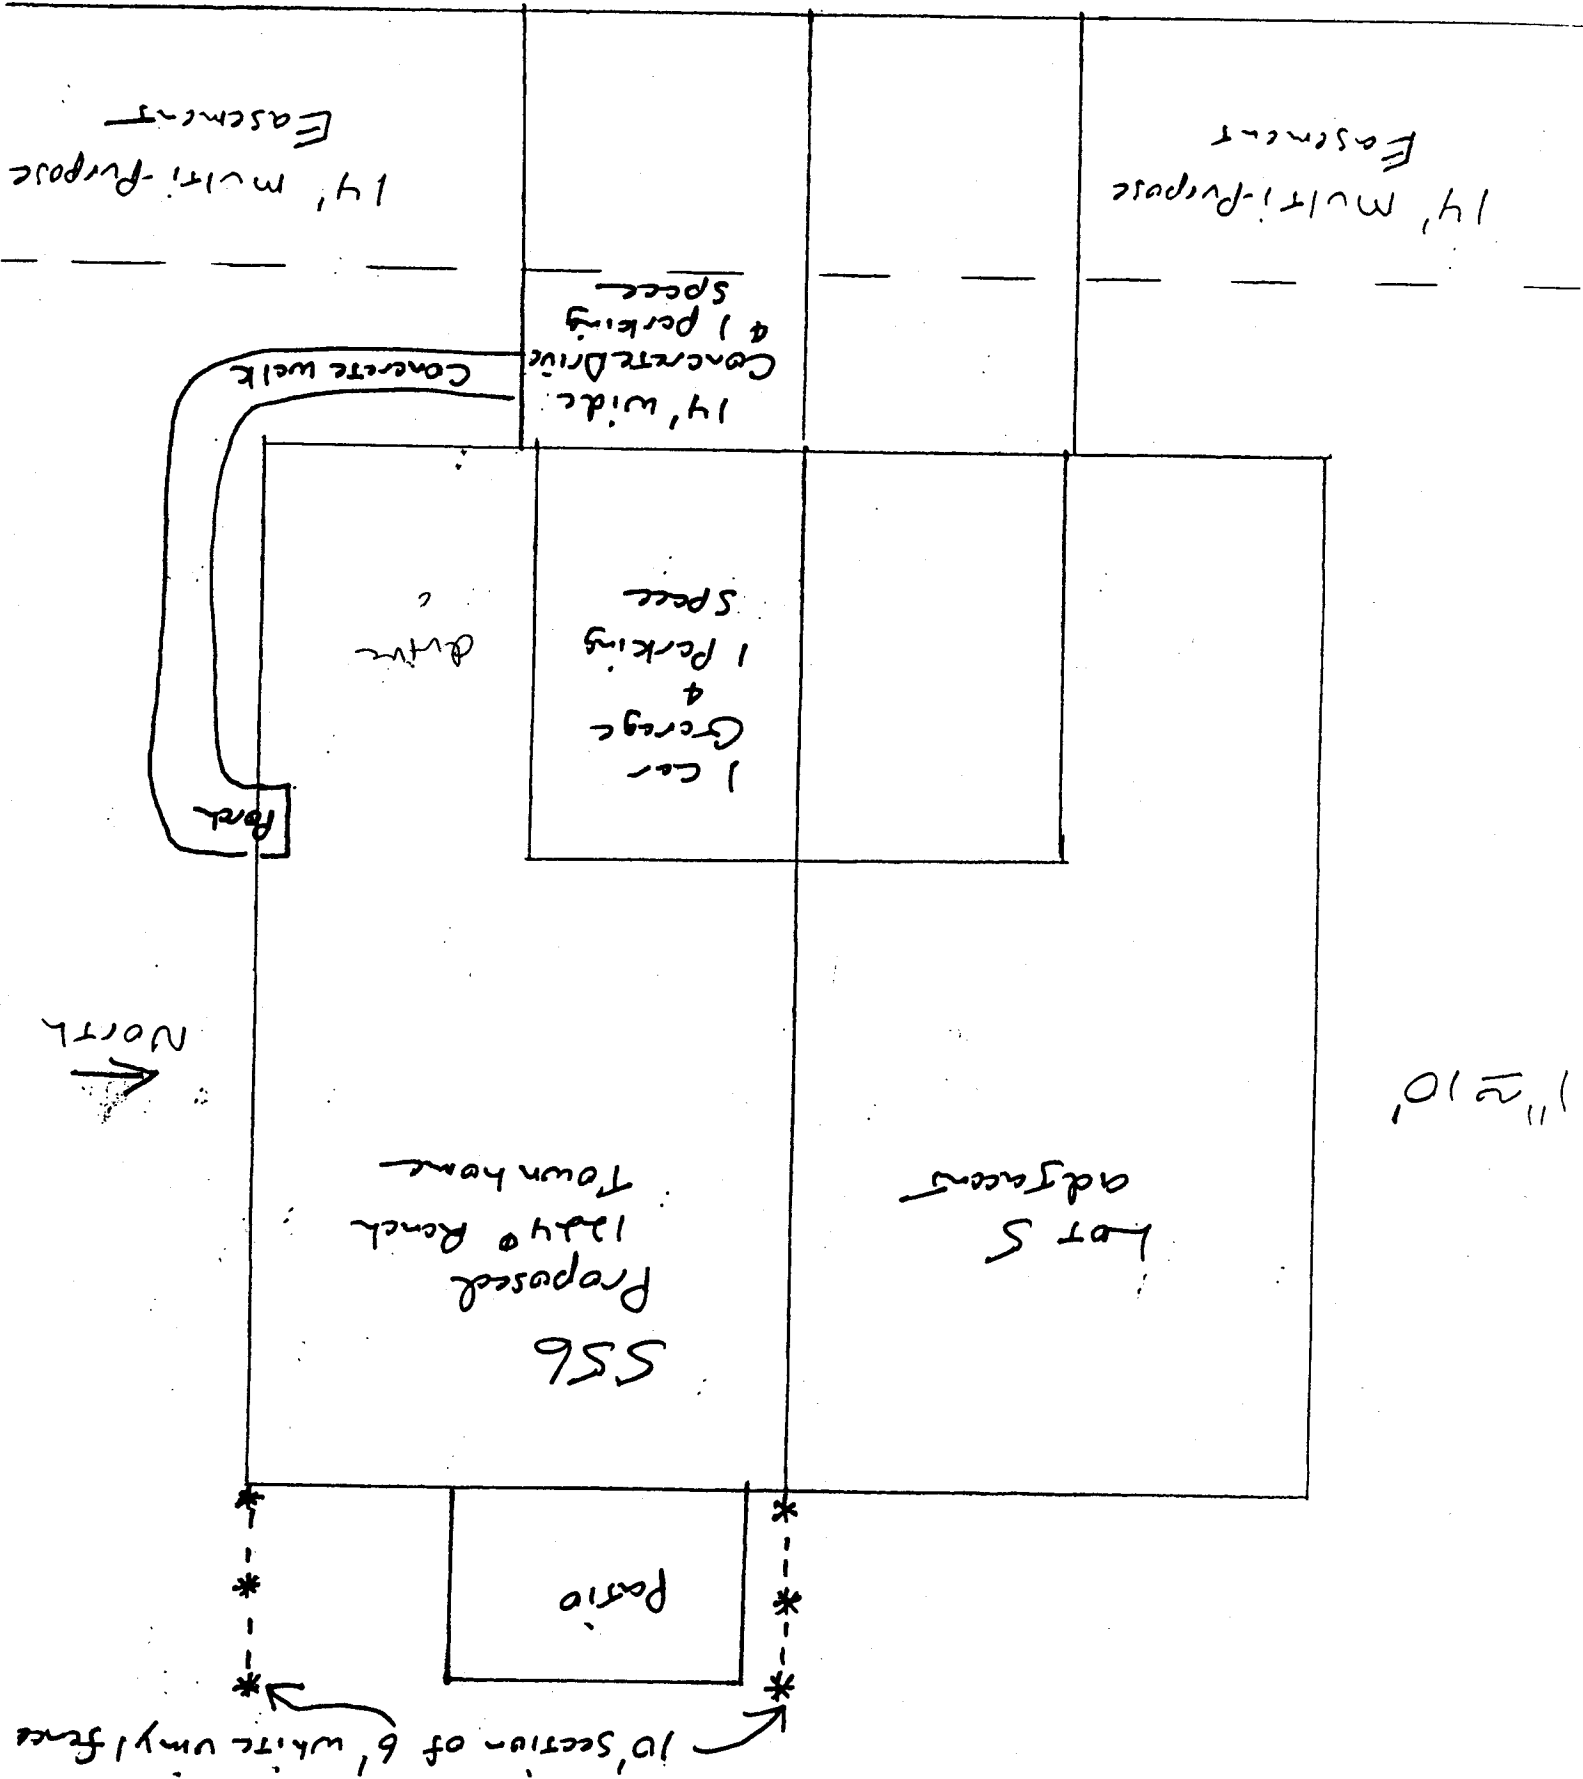 10' section of 6' white vinyl fence
Patio
Lot 5
adjacent
556
Proposed
1224 Ranch
Townhome
1" ≅ 10'
North
Porch
1 Car
Garage
&
1 Parking
Space
14' wide
Concrete Drive
& 1 parking
Space
Concrete walk
14' multi-Purpose
Easement
14' multi-Purpose
Easement